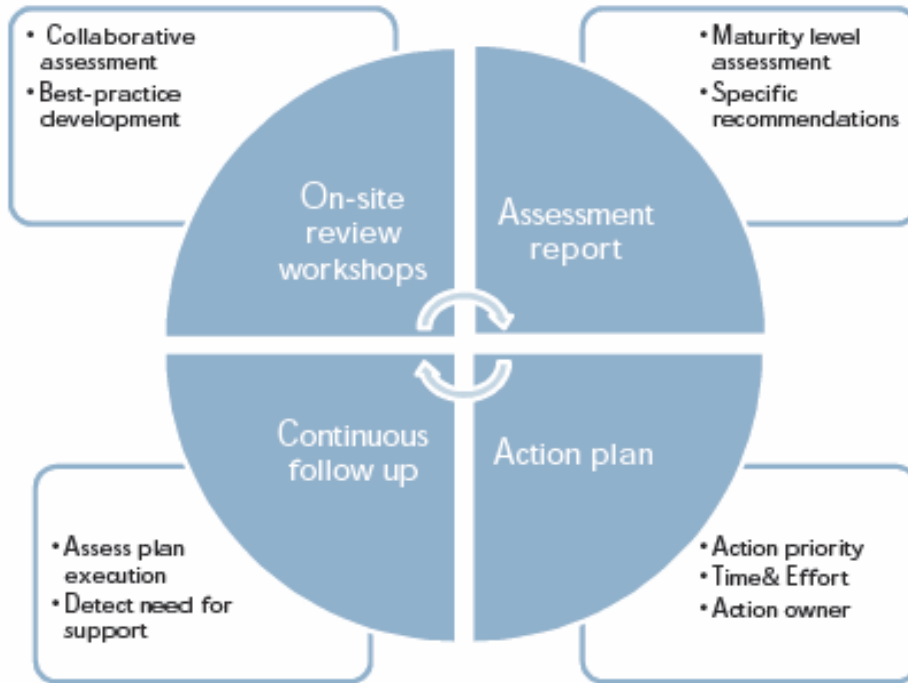 • Collaborative
assessment
• Best-practice
development
• Maturity level
assessment
• Specific
recommendations
On-site
review
workshops
Assessment
report
Continuous
follow up
Action plan
• Assess plan
execution
• Detect need for
support
• Action priority
• Time& Effort
• Action owner